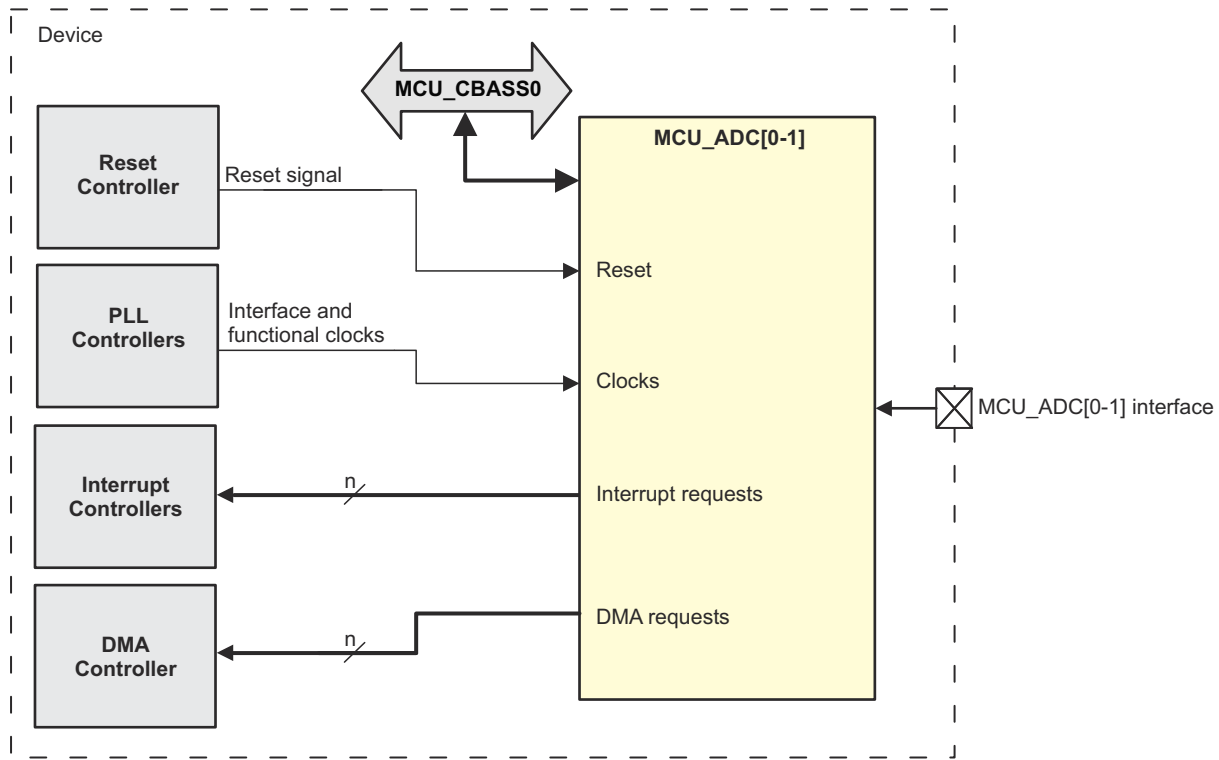 Device
MCU_CBASS0
MCU_ADC[0-1]
Reset
Controller
Reset signal
Reset
PLL
Controllers
Interface and
functional clocks
Clocks
MCU_ADC[0-1] interface
Interrupt
Controllers
n
Interrupt requests
DMA
Controller
n
DMA requests